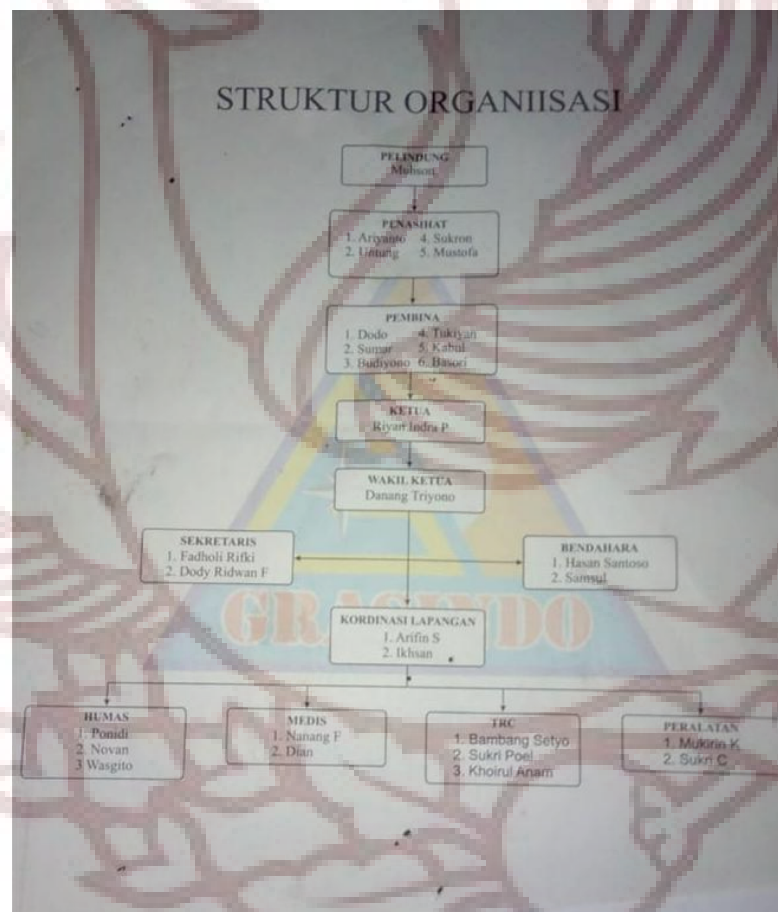 STRUKTUR ORGANIISASI
PELINDUNG
Muhson
PENASIHAT
1. Ariyanto 4. Sukron
2. Untung 5. Mustofa
PEMBINA
1. Dodo 4. Tukiyan
2. Sumar 5. Kabul
3. Budiyono 6. Basori
KETUA
Riyan Indra P
WAKIL KETUA
Danang Triyono
SEKRETARIS
1. Fadholi Rifki
2. Dody Ridwan F
BENDAHARA
1. Hasan Santoso
2. Samsul
GRASINDO
KORDINASI LAPANGAN
1. Arifin S
2. Ikhsan
HUMAS
1. Ponidi
2. Novan
3 Wasgito
MEDIS
1. Nanang F
2. Dian
TRC
1. Bambang Setyo
2. Sukri Poel
3. Khoirul Anam
PERALATAN
1. Mukirin K
2. Sukri C